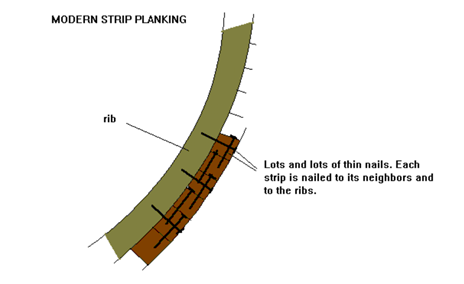 MODERN STRIP PLANKING
rib
Lots and lots of thin nails. Each
strip is nailed to its neighbors and
to the ribs.